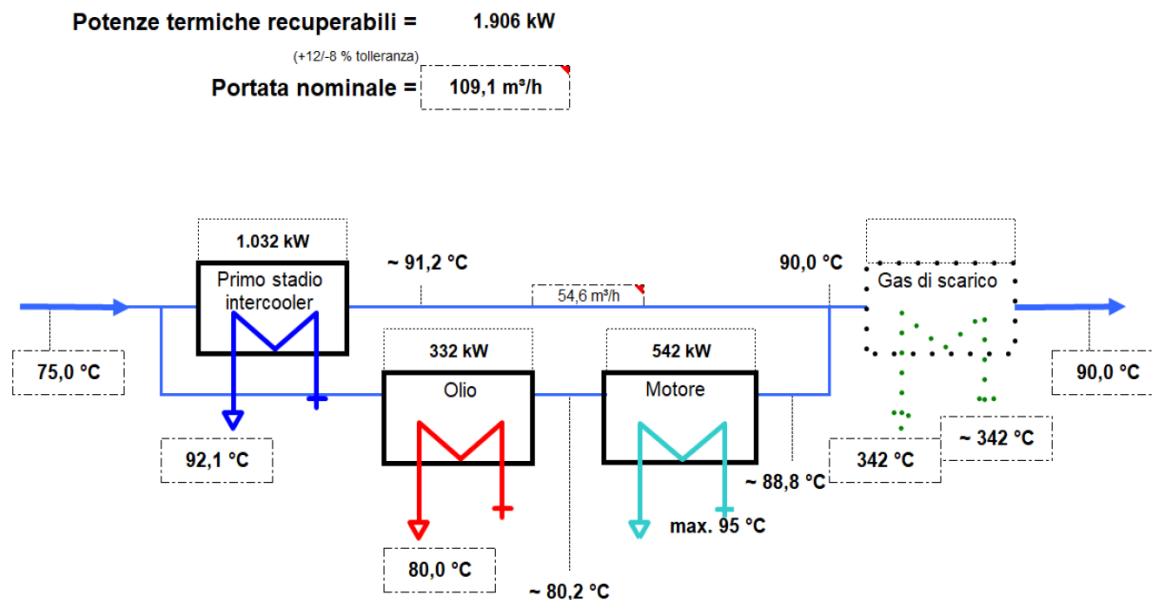 Potenze termiche recuperabili = 1.906 kW
(+12/-8 % tolleranza)
Portata nominale = 109,1 m³/h
1.032 kW
Primo stadio
intercooler
~ 91,2 °C
54,6 m³/h
90,0 °C
Gas di scarico
75,0 °C
332 kW
Olio
542 kW
Motore
90,0 °C
92,1 °C
~ 88,8 °C
342 °C
~ 342 °C
max. 95 °C
80,0 °C
~ 80,2 °C